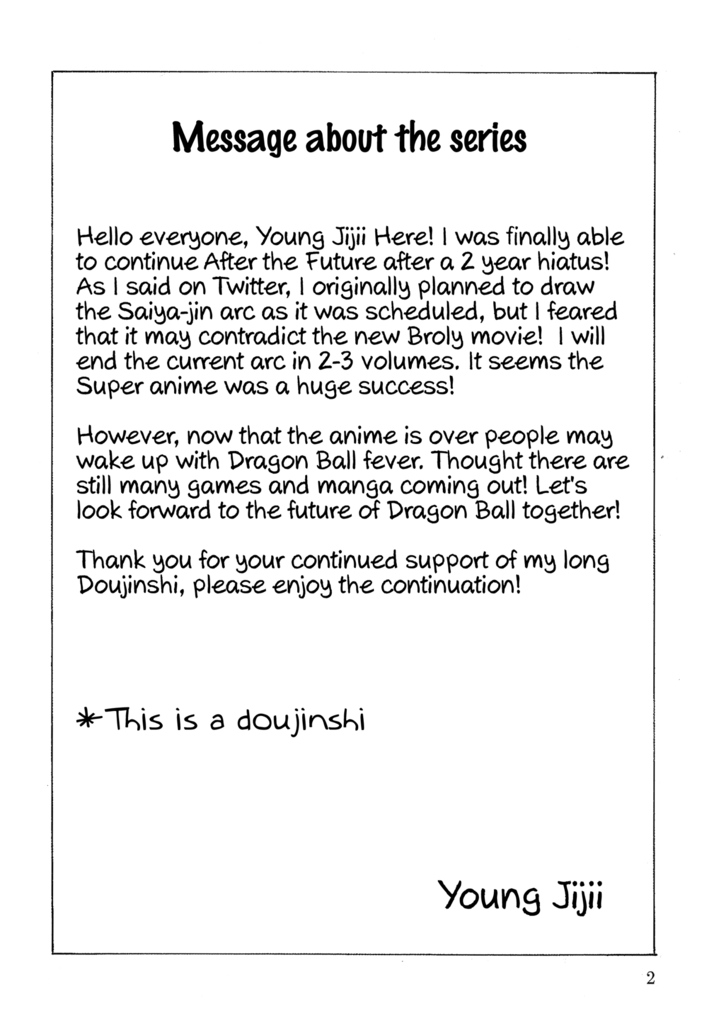 Message about the series
Hello everyone, Young Jijii Here! I was finally able
to continue After the Future after a 2 year hiatus!
As I said on Twitter, I originally planned to draw
the Saiya-jin arc as it was scheduled, but I feared
that it may contradict the new Broly movie! I will
end the current arc in 2-3 volumes. It seems the
Super anime was a huge success!
However, now that the anime is over people may
wake up with Dragon Ball fever. Thought there are
still many games and manga coming out! Let's
look forward to the future of Dragon Ball together!
Thank you for your continued support of my long
Doujinshi, please enjoy the continuation!
*This is a doujinshi
Young Jijii
2